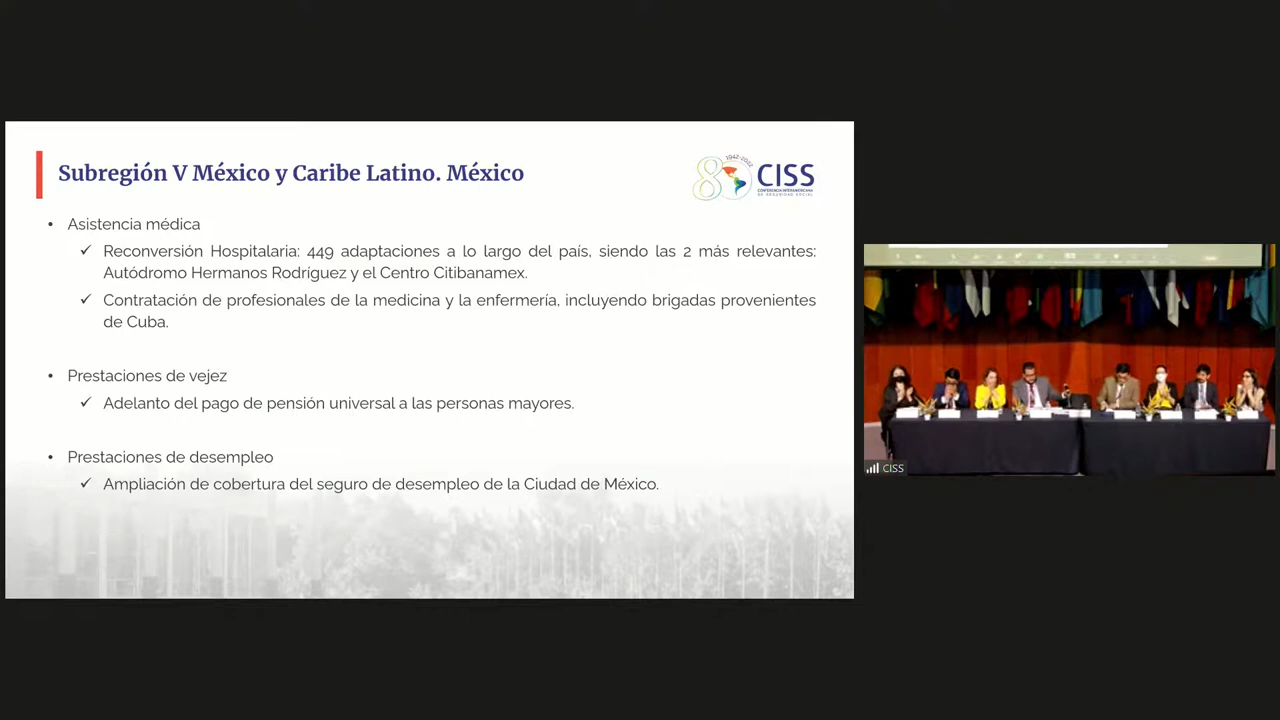 Subregión V México y Caribe Latino. México
1942-2022
CISS
CONFERENCIA INTERAMERICANA
DE SEGURIDAD SOCIAL
• Asistencia médica
✓ Reconversión Hospitalaria: 449 adaptaciones a lo largo del país, siendo las 2 más relevantes:
Autódromo Hermanos Rodríguez y el Centro Citibanamex.
✓ Contratación de profesionales de la medicina y la enfermería, incluyendo brigadas provenientes
de Cuba.
• Prestaciones de vejez
✓ Adelanto del pago de pensión universal a las personas mayores.
• Prestaciones de desempleo
✓ Ampliación de cobertura del seguro de desempleo de la Ciudad de México.
CISS